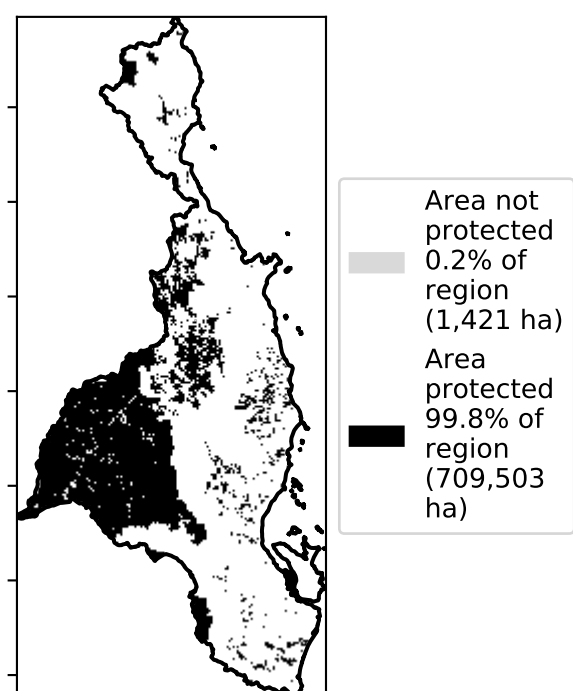 Area not
protected
0.2% of
region
(1,421 ha)
Area
protected
99.8% of
region
(709,503
ha)